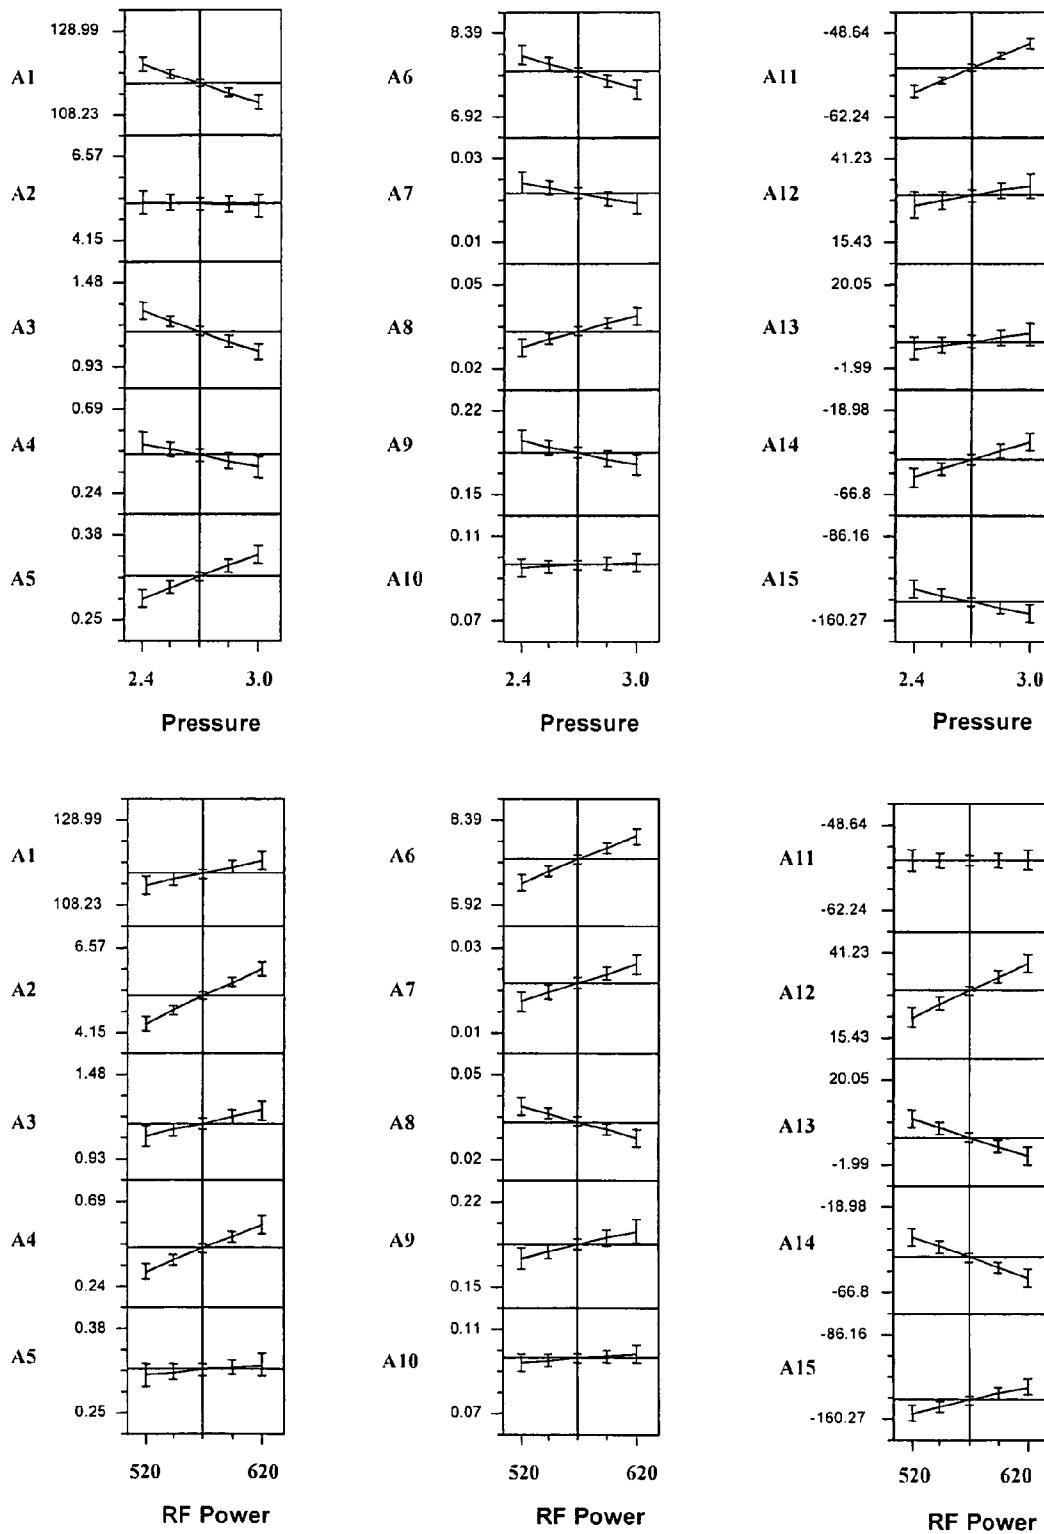 128.99
A1
108.23
6.57
A2
4.15
1.48
A3
0.93
0.69
A4
0.24
0.38
A5
0.25
2.4 3.0
Pressure
8.39
A6
6.92
0.03
A7
0.01
0.05
A8
0.02
0.22
A9
0.15
0.11
A10
0.07
2.4 3.0
Pressure
-48.64
A11
-62.24
41.23
A12
15.43
20.05
A13
-1.99
-18.98
A14
-66.8
-86.16
A15
-160.27
2.4 3.0
Pressure
128.99
A1
108.23
6.57
A2
4.15
1.48
A3
0.93
0.69
A4
0.24
0.38
A5
0.25
520 620
RF Power
8.39
A6
6.92
0.03
A7
0.01
0.05
A8
0.02
0.22
A9
0.15
0.11
A10
0.07
520 620
RF Power
-48.64
A11
-62.24
41.23
A12
15.43
20.05
A13
-1.99
-18.98
A14
-66.8
-86.16
A15
-160.27
520 620
RF Power